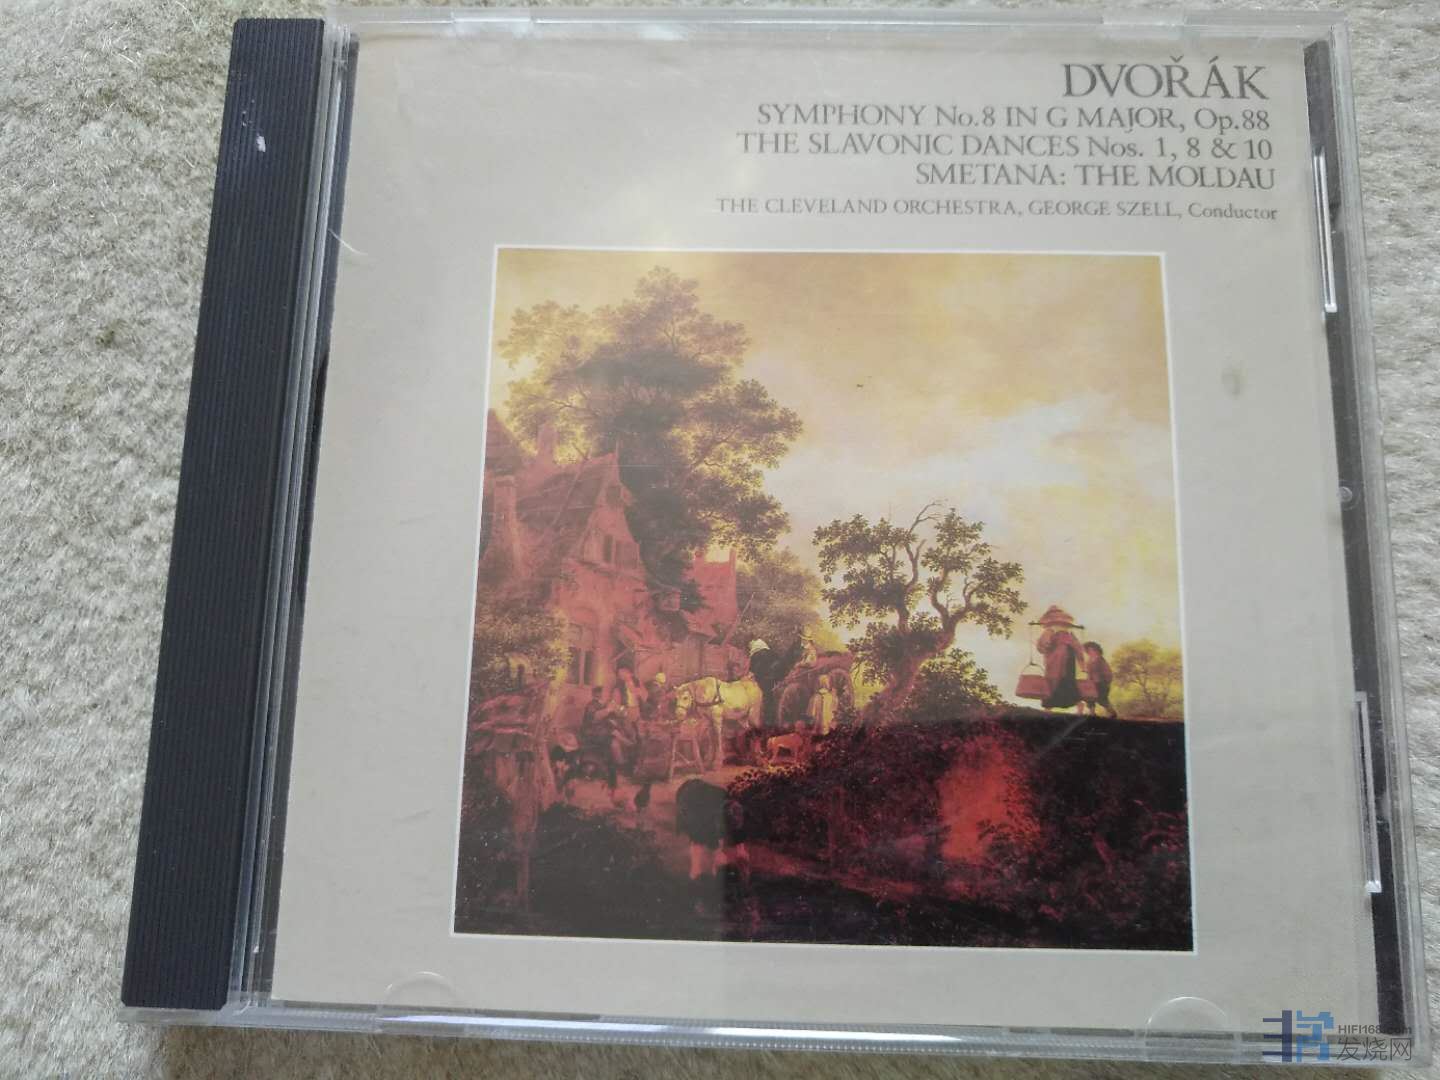 DVOŘÁK
SYMPHONY No.8 IN G MAJOR, Op.88
THE SLAVONIC DANCES Nos. 1, 8 & 10
SMETANA: THE MOLDAU
THE CLEVELAND ORCHESTRA, GEORGE SZELL, Conductor
HIFI168.com
发烧网